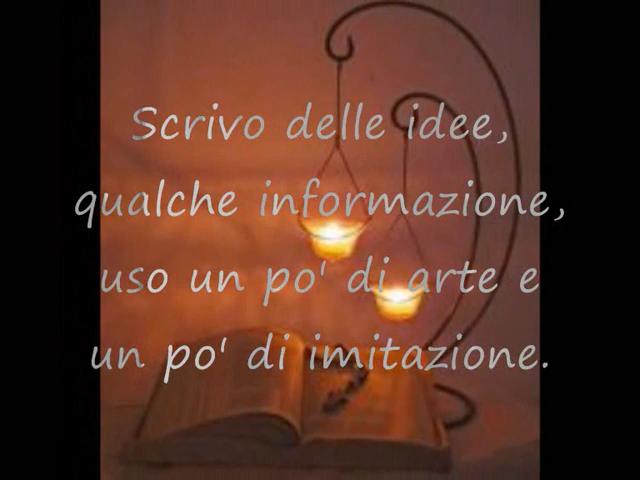 Scrivo delle idee,
qualche informazione,
uso un po' di arte e
un po' di imitazione.